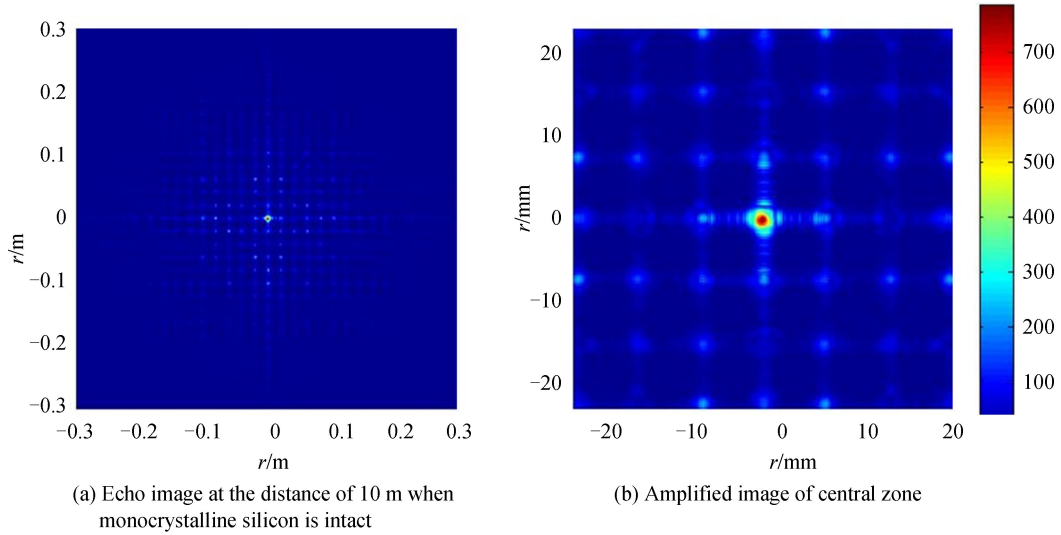 0.3
0.2
0.1
0
−0.1
−0.2
−0.3
r/m
−0.3 −0.2 −0.1 0 0.1 0.2 0.3
r/m
(a) Echo image at the distance of 10 m when
monocrystalline silicon is intact
20
10
0
−10
−20
r/mm
−20 −10 0 10 20
r/mm
(b) Amplified image of central zone
700
600
500
400
300
200
100